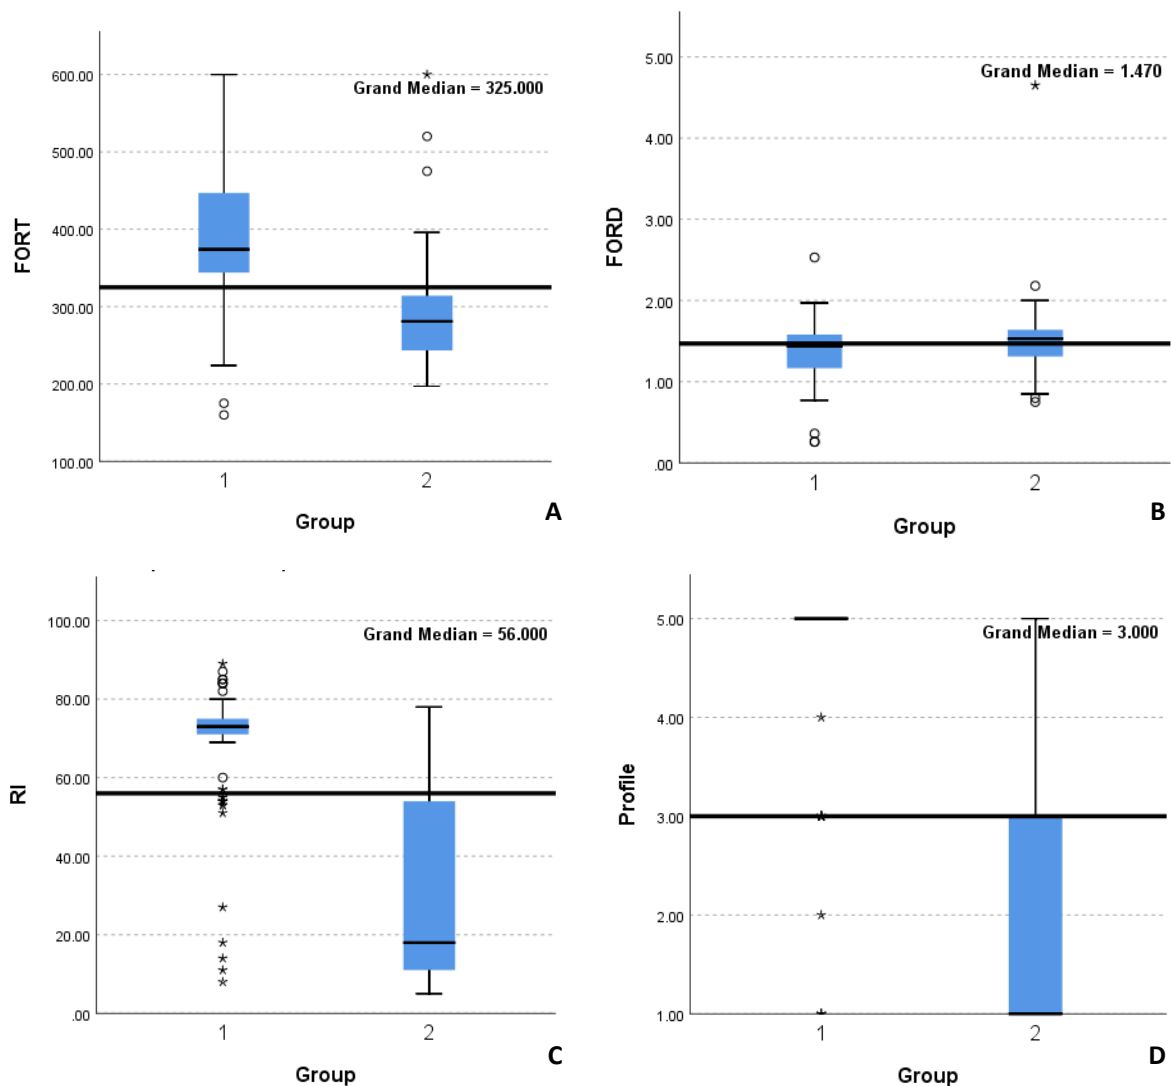 600.00
500.00
400.00
300.00
200.00
100.00
FORT
Grand Median = 325.000
1
2
Group
A
5.00
4.00
3.00
2.00
1.00
.00
FORD
Grand Median = 1.470
1
2
Group
B
100.00
80.00
60.00
40.00
20.00
.00
RI
Grand Median = 56.000
1
2
Group
C
5.00
4.00
3.00
2.00
1.00
Profile
Grand Median = 3.000
1
2
Group
D